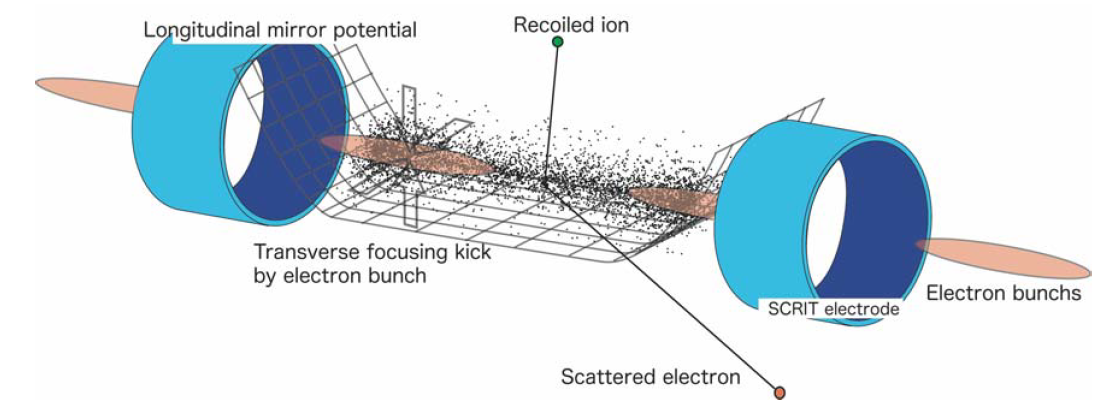 Longitudinal mirror potential
Recoiled ion
Transverse focusing kick
by electron bunch
Electron bunchs
SCRIT electrode
Scattered electron